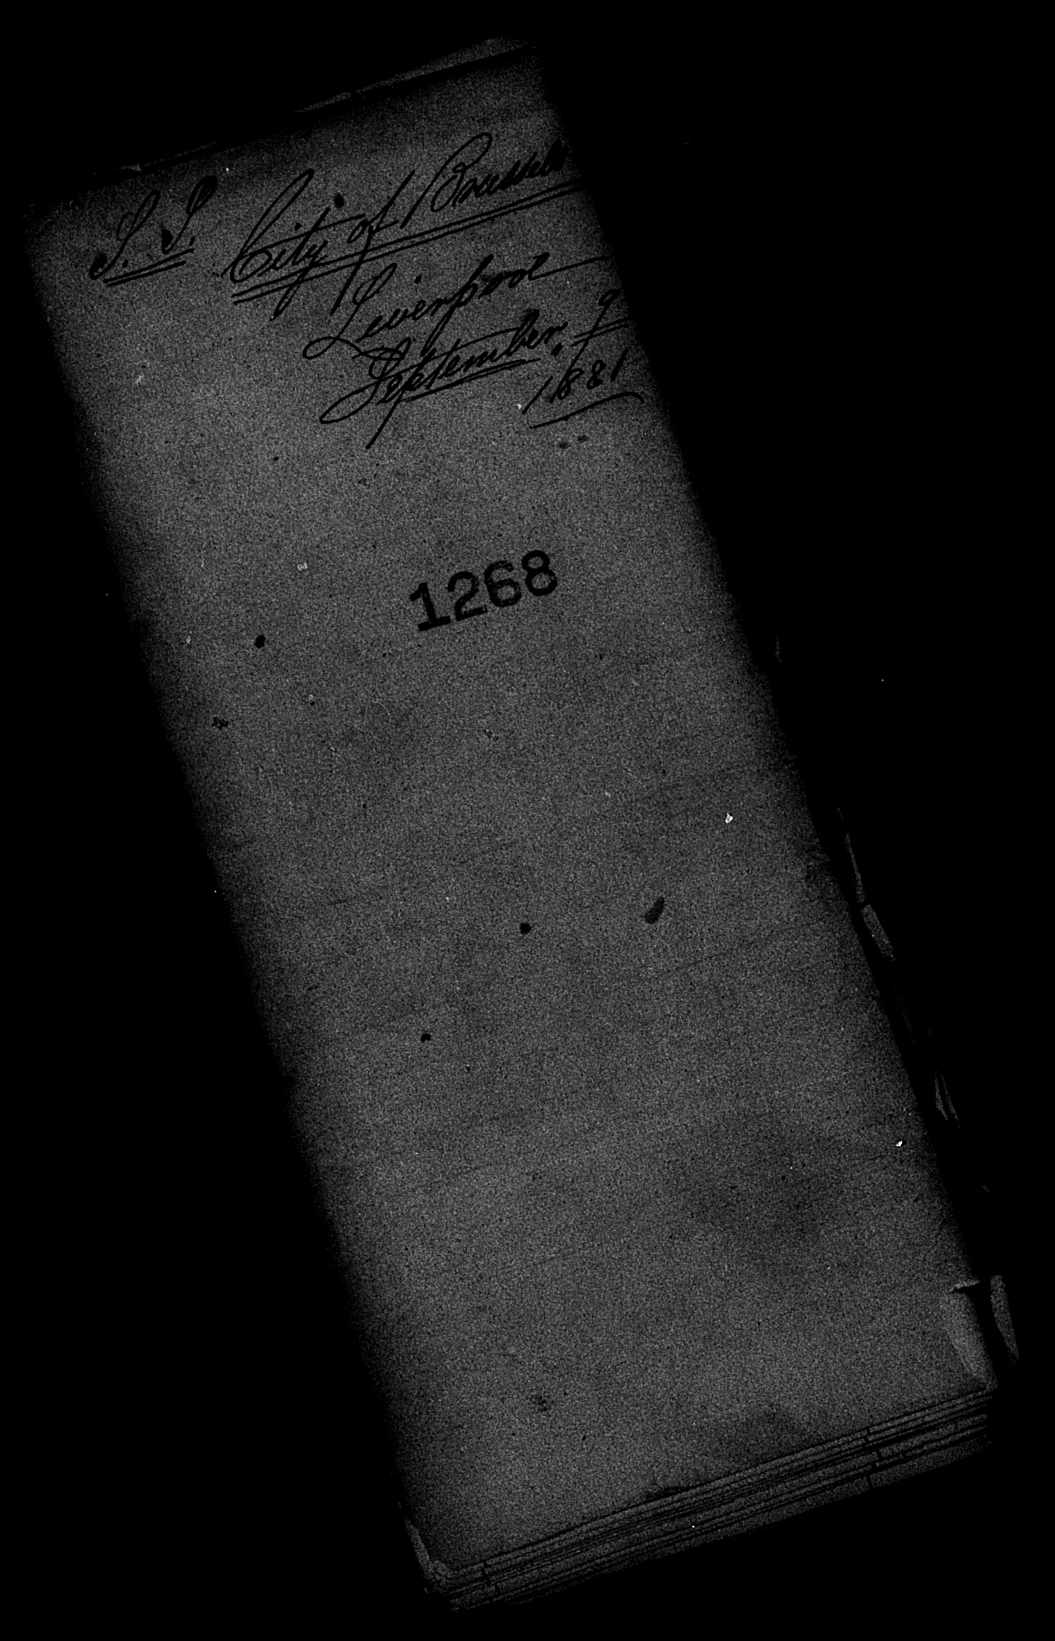 S. S. City of Brussels
Liverpool
September. 9
1881
1268